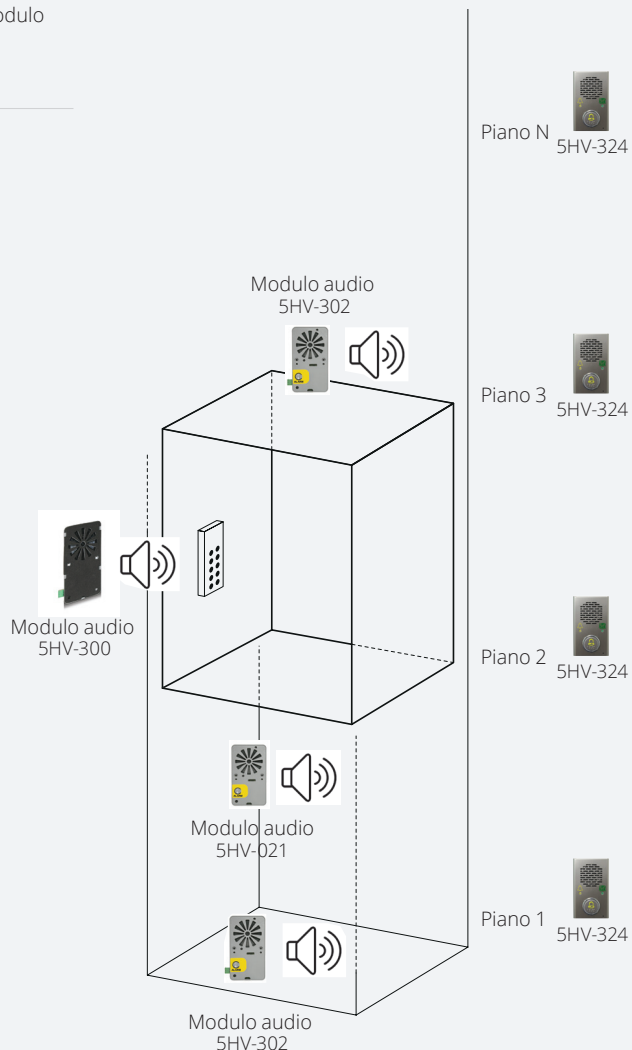 odulo
Piano N
5HV-324
Modulo audio
5HV-302
Piano 3
5HV-324
Modulo audio
5HV-300
Piano 2
5HV-324
Modulo audio
5HV-021
Piano 1
5HV-324
Modulo audio
5HV-302